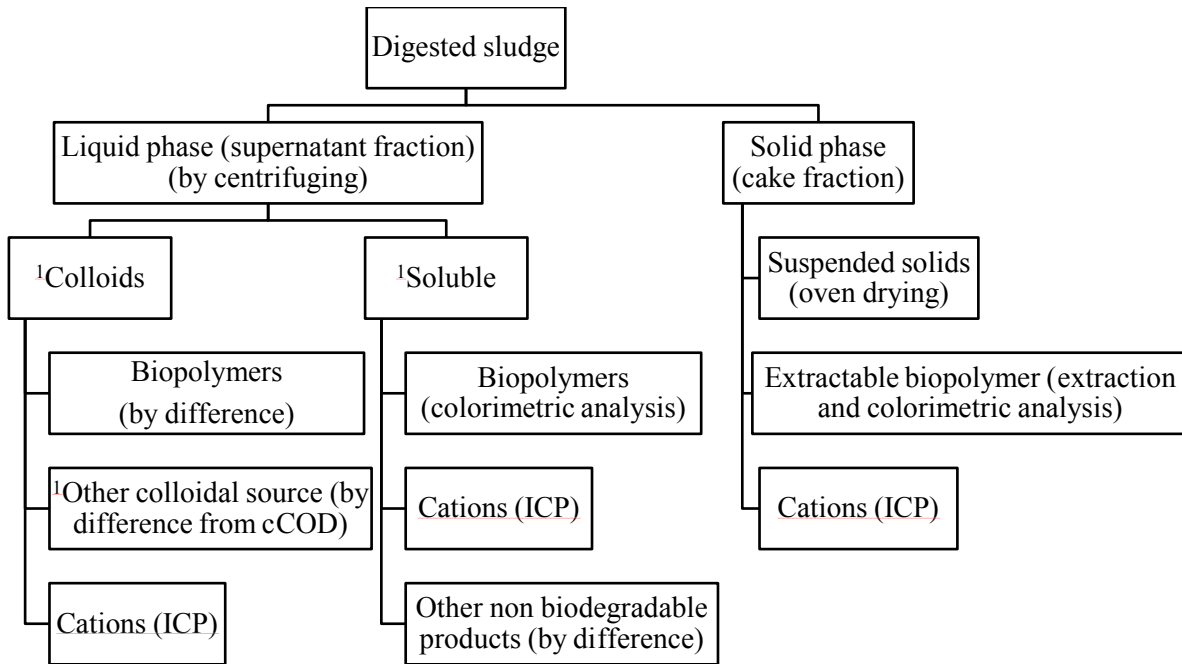 Digested sludge
Liquid phase (supernatant fraction)
(by centrifuging)
Solid phase
(cake fraction)
¹Colloids
¹Soluble
Suspended solids
(oven drying)
Biopolymers
(by difference)
Biopolymers
(colorimetric analysis)
Extractable biopolymer (extraction
and colorimetric analysis)
¹Other colloidal source (by
difference from cCOD)
Cations (ICP)
Cations (ICP)
Cations (ICP)
Other non biodegradable
products (by difference)